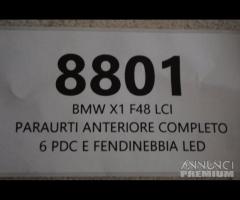 8801
BMW X1 F48 LCI
PARAURTI ANTERIORE COMPLETO
6 PDC E FENDINEBBIA LED
ANNUNCI
PREMIUM